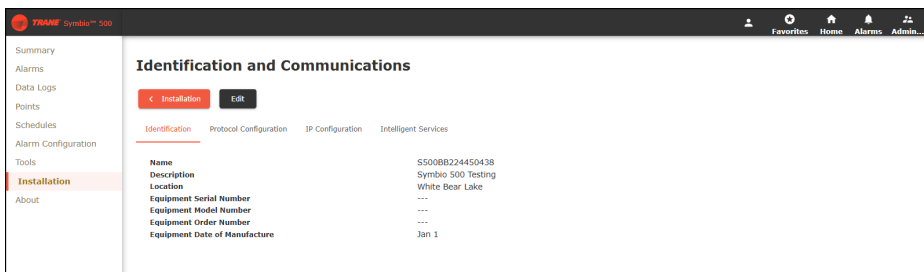 TRANE Symbio™ 500
Favorites Home Alarms Admin...
Summary
Alarms
Data Logs
Points
Schedules
Alarm Configuration
Tools
Installation
About
Identification and Communications
< Installation Edit
Identification Protocol Configuration IP Configuration Intelligent Services
Name S500BB224450438
Description Symbio 500 Testing
Location White Bear Lake
Equipment Serial Number ---
Equipment Model Number ---
Equipment Order Number ---
Equipment Date of Manufacture Jan 1